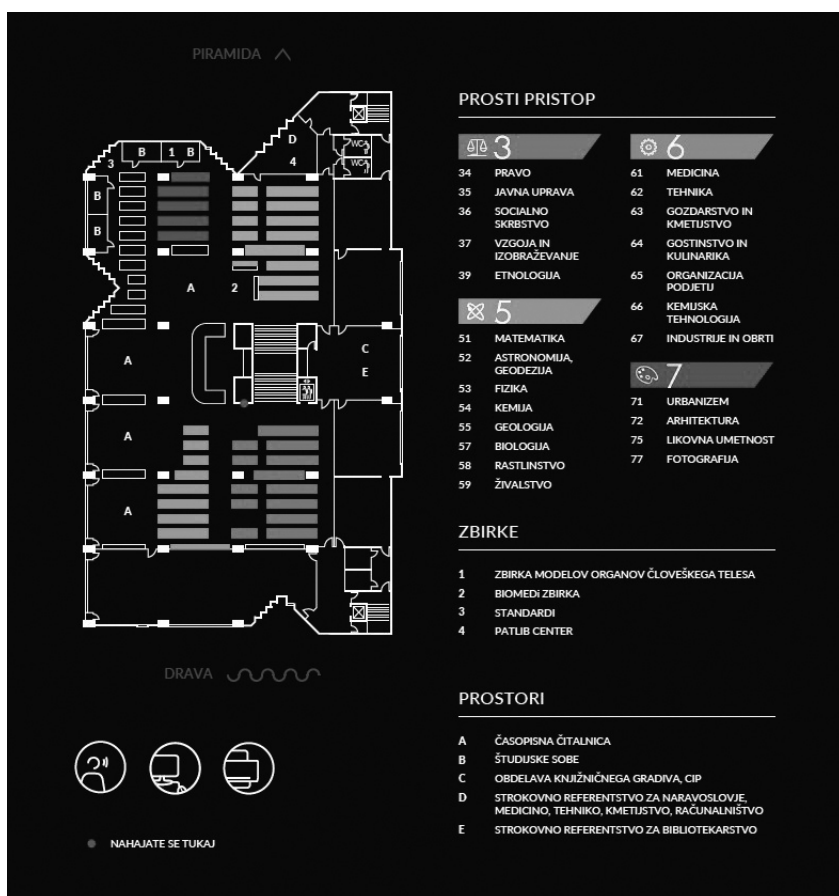 PIRAMIDA
B
1
B
3
D
4
WC
WC
B
B
A
2
A
C
E
A
A
DRAVA
NAHAJATE SE TUKAJ
PROSTI PRISTOP
3
34 PRAVO
35 JAVNA UPRAVA
36 SOCIALNO
SKRBSTVO
37 VZGOJA IN
IZOBRAŽEVANJE
39 ETNOLOGIJA
5
51 MATEMATIKA
52 ASTRONOMIJA,
GEODEZIJA
53 FIZIKA
54 KEMIJA
55 GEOLOGIJA
57 BIOLOGIJA
58 RASTLINSTVO
59 ŽIVALSTVO
6
61 MEDICINA
62 TEHNIKA
63 GOZDARSTVO IN
KMETIJSTVO
64 GOSTINSTVO IN
KULINARIKA
65 ORGANIZACIJA
PODJETIJ
66 KEMIJSKA
TEHNOLOGIJA
67 INDUSTRIJE IN OBRTI
7
71 URBANIZEM
72 ARHITEKTURA
75 LIKOVNA UMETNOST
77 FOTOGRAFIJA
ZBIRKE
1 ZBIRKA MODELOV ORGANOV ČLOVEŠKEGA TELESA
2 BIOMEDi ZBIRKA
3 STANDARDI
4 PATLIB CENTER
PROSTORI
A ČASOPISNA ČITALNICA
B ŠTUDIJSKE SOBE
C OBDELAVA KNJIŽNIČNEGA GRADIVA, CIP
D STROKOVNO REFERENTSTVO ZA NARAVOSLOVJE,
MEDICINO, TEHNIKO, KMETIJSTVO, RAČUNALNIŠTVO
E STROKOVNO REFERENTSTVO ZA BIBLIOTEKARSTVO